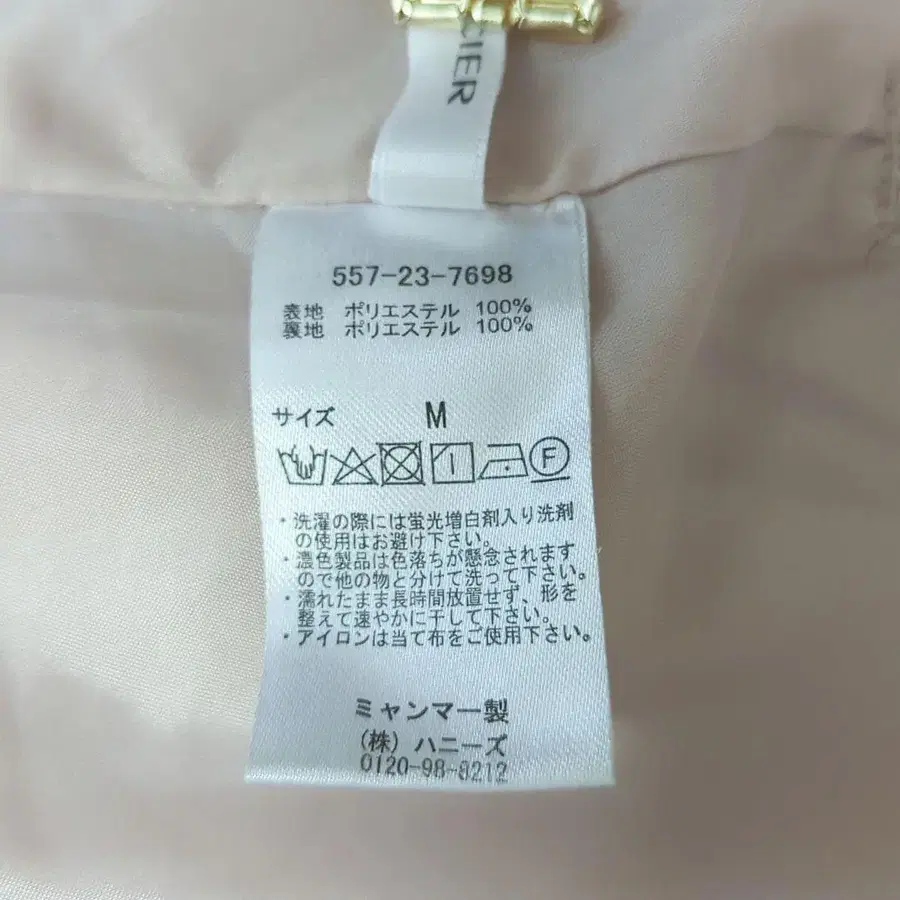 CIER
557-23-7698
表地 ポリエステル 100%
裏地 ポリエステル 100%
サイズ M
F
・洗濯の際には蛍光増白剤入り洗剤
の使用はお避け下さい。
・濃色製品は色落ちが懸念されます
ので他の物と分けて洗って下さい。
・濡れたまま長時間放置せず、形を
整えて速やかに干して下さい。
・アイロンは当て布をご使用下さい。
ミャンマー製
(株) ハニーズ
0120-98-8212